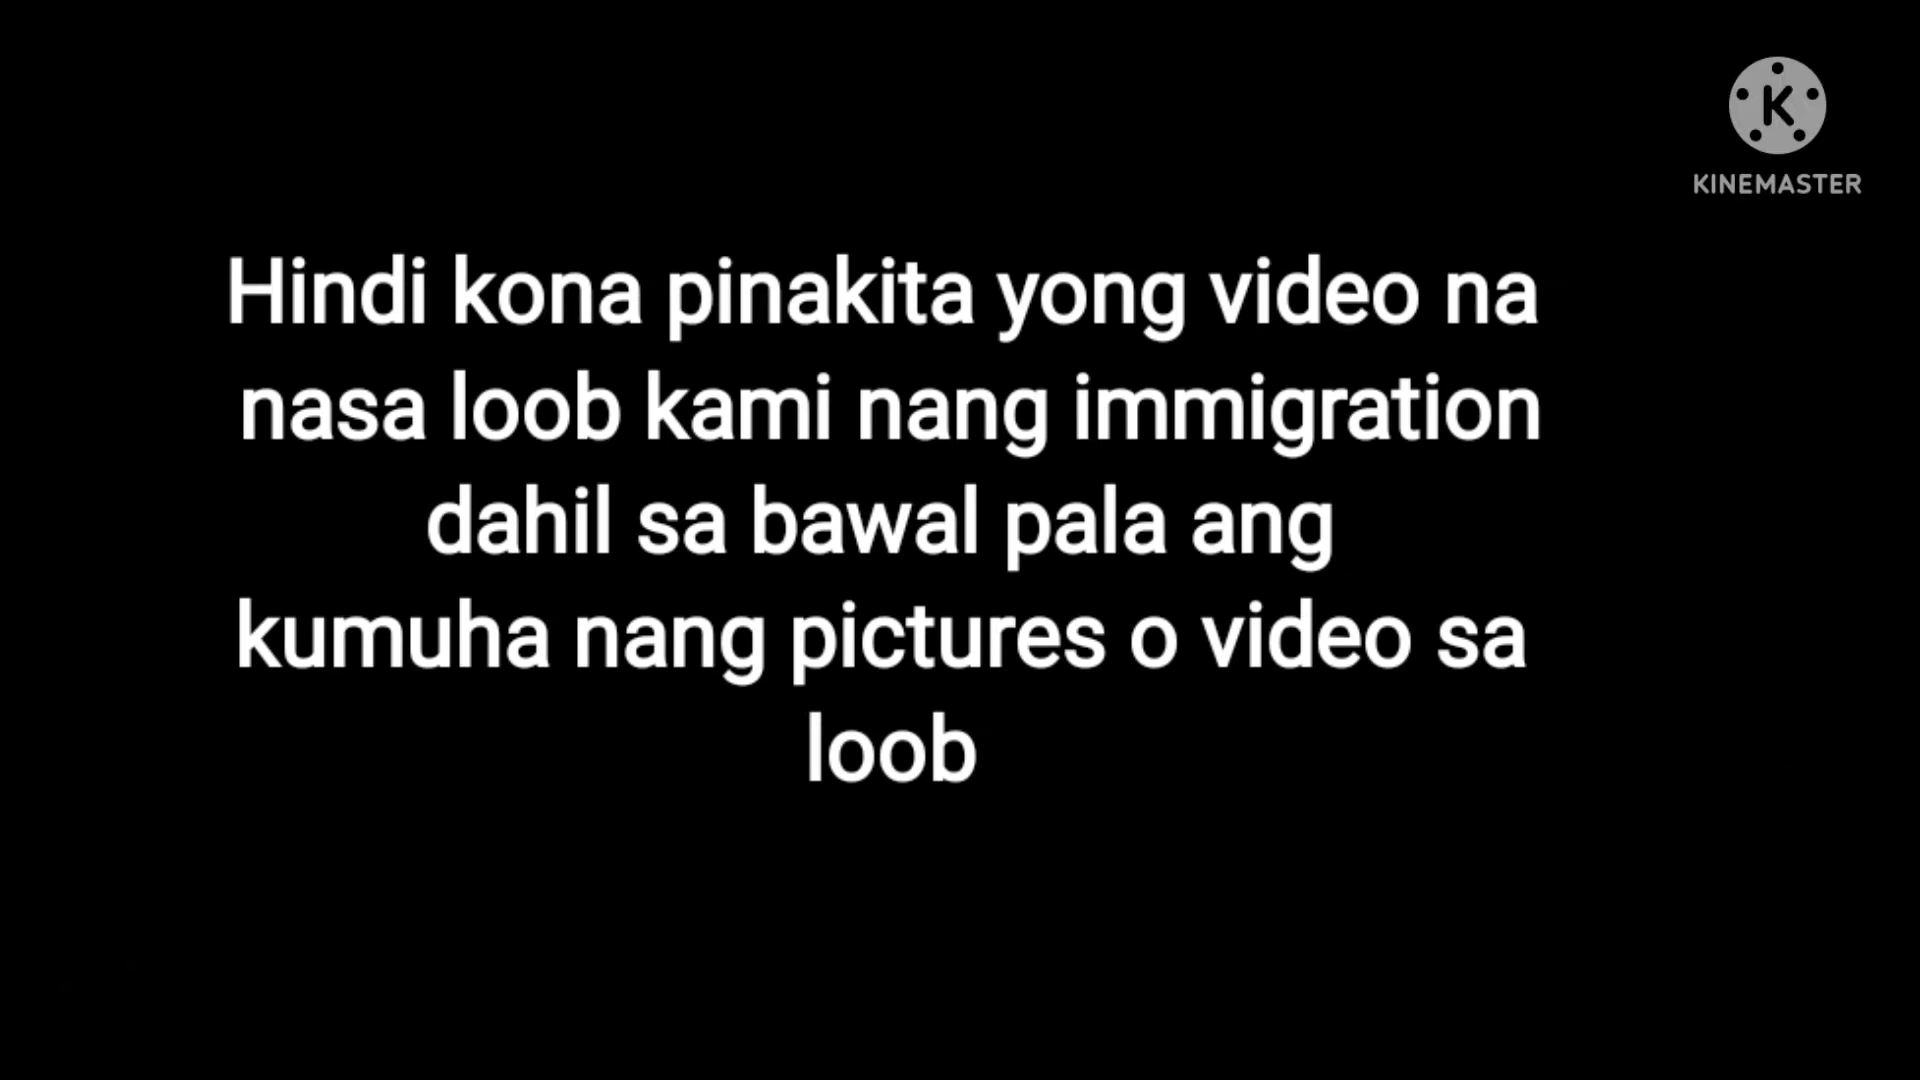 KINEMASTER
Hindi kona pinakita yong video na
nasa loob kami nang immigration
dahil sa bawal pala ang
kumuha nang pictures o video sa
loob